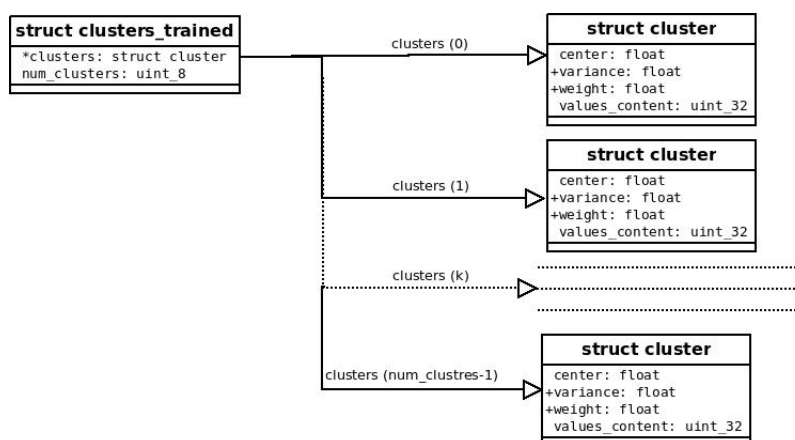 struct clusters_trained
*clusters: struct cluster
num_clusters: uint_8
clusters (0)
struct cluster
center: float
+variance: float
+weight: float
values_content: uint_32
clusters (1)
struct cluster
center: float
+variance: float
+weight: float
values_content: uint_32
clusters (k)
clusters (num_clustres-1)
struct cluster
center: float
+variance: float
+weight: float
values_content: uint_32